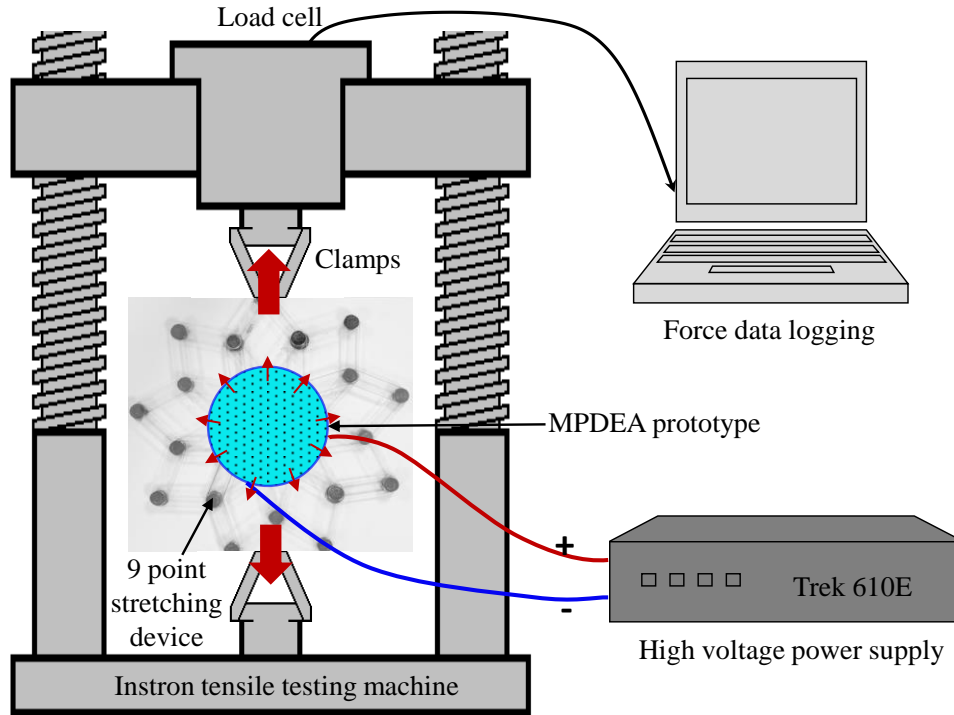 Load cell
Clamps
Force data logging
MPDEA prototype
+
-
9 point
stretching
device
Trek 610E
High voltage power supply
Instron tensile testing machine